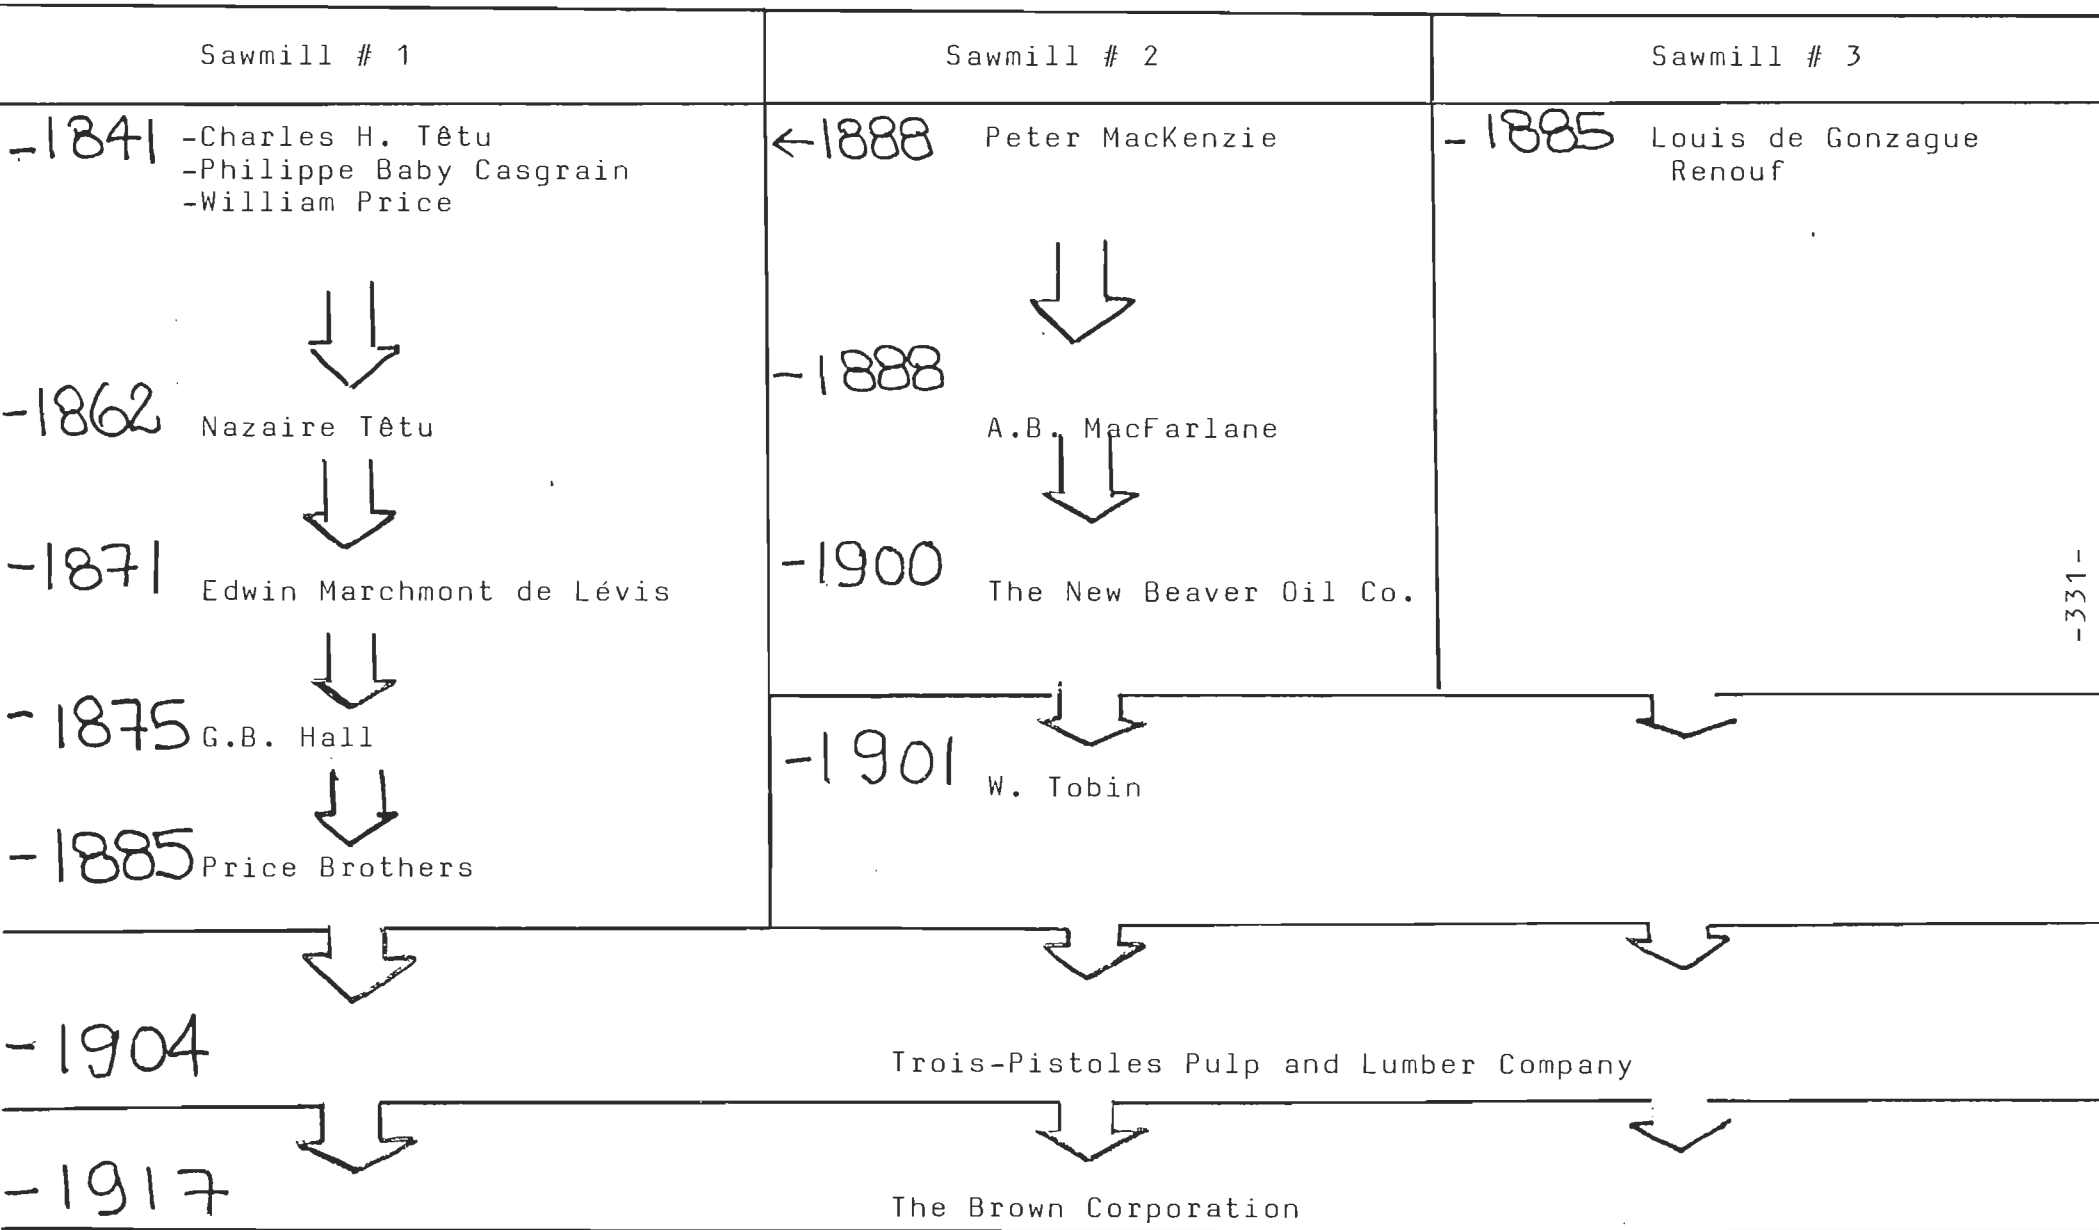 Sawmill # 1
Sawmill # 2
Sawmill # 3
-1841 -Charles H. Têtu
-Philippe Baby Casgrain
-William Price
←1888 Peter MacKenzie
-1885 Louis de Gonzague
Renouf
-1862 Nazaire Têtu
-1888 A.B. MacFarlane
-1871 Edwin Marchmont de Lévis
-1900 The New Beaver Oil Co.
-1875 G.B. Hall
-1901 W. Tobin
-1885 Price Brothers
-1904 Trois-Pistoles Pulp and Lumber Company
-1917 The Brown Corporation
-331-